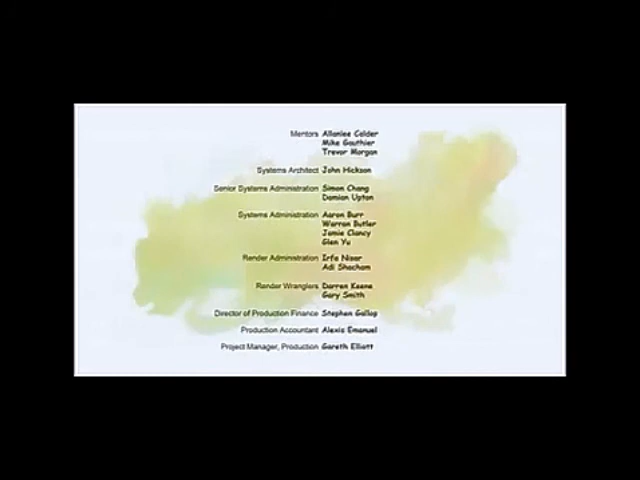 Mentors Allanlee Calder
Mike Gauthier
Trevor Morgan
Systems Architect John Hickson
Senior Systems Administration Simon Chang
Damian Upton
Systems Administration Aaron Burr
Warran Butler
Jamie Clancy
Glen Yu
Render Administration Irfa Nisar
Adi Shacham
Render Wranglers Darren Keene
Gary Smith
Director of Production Finance Stephen Gallop
Production Accountant Alexis Emanuel
Project Manager, Production Gareth Elliott